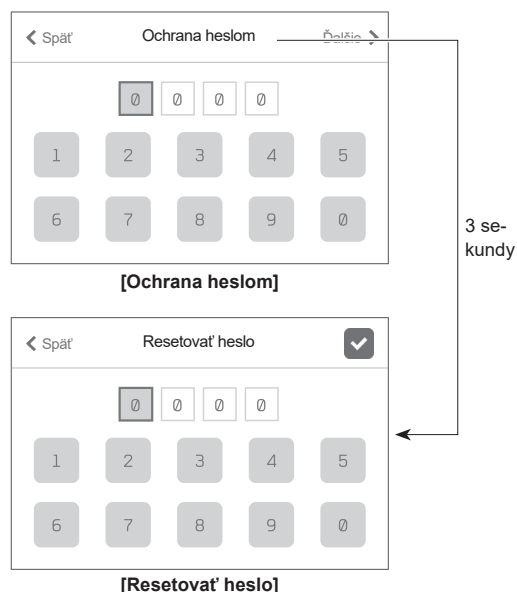 Späť Ochrana heslom Ďalšie
0 0 0 0
1 2 3 4 5
6 7 8 9 0
3 se-
kundy
[Ochrana heslom]
Späť Resetovať heslo
0 0 0 0
1 2 3 4 5
6 7 8 9 0
[Resetovať heslo]